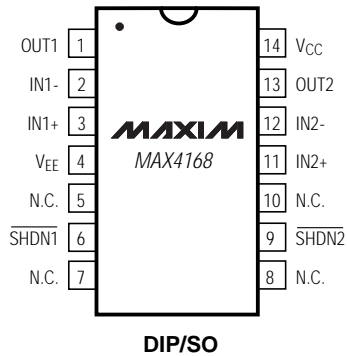 OUT1 1 14 VCC
IN1- 2 13 OUT2
IN1+ 3 MAXIM 12 IN2-
VEE 4 MAX4168 11 IN2+
N.C. 5 10 N.C.
SHDN1 6 9 SHDN2
N.C. 7 8 N.C.
DIP/SO